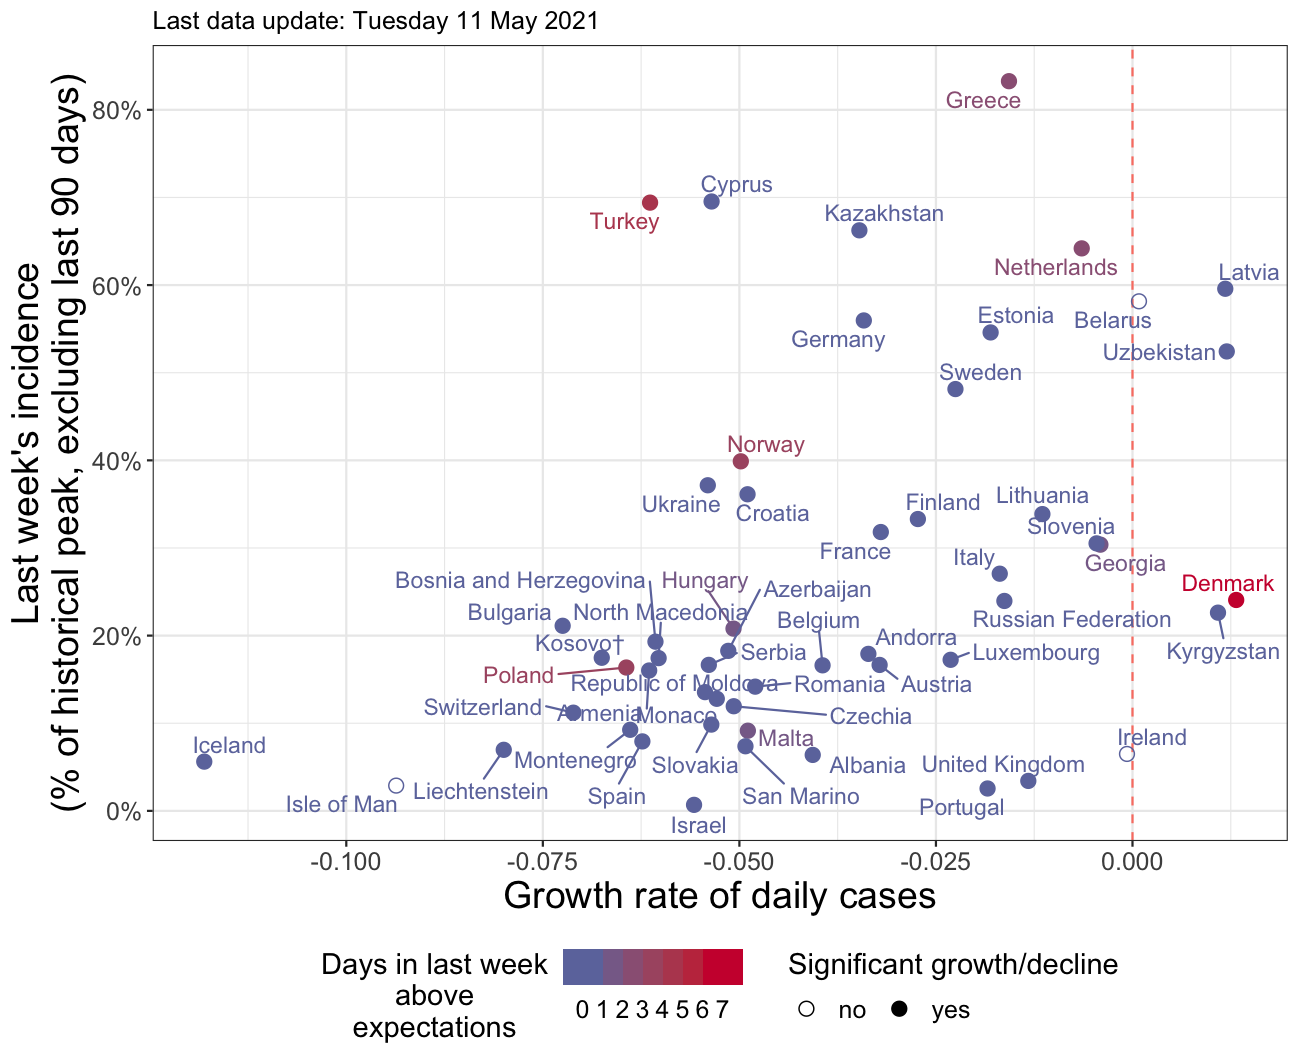 Last data update: Tuesday 11 May 2021
Last week's incidence
(% of historical peak, excluding last 90 days)
80%
60%
40%
20%
0%
Greece
Cyprus
Turkey
Kazakhstan
Netherlands
Latvia
Estonia
Belarus
Germany
Uzbekistan
Sweden
Norway
Ukraine
Croatia
Finland
Lithuania
Slovenia
France
Italy
Georgia
Bosnia and Herzegovina
Hungary
Azerbaijan
Denmark
Bulgaria
North Macedonia
Belgium
Russian Federation
Kosovo†
Andorra
Serbia
Luxembourg
Kyrgyzstan
Poland
Republic of Moldova
Romania
Austria
Switzerland
Armenia
Monaco
Czechia
Iceland
Malta
Ireland
Montenegro
Slovakia
Albania
United Kingdom
Isle of Man
Liechtenstein
Spain
San Marino
Portugal
Israel
-0.100
-0.075
-0.050
-0.025
0.000
Growth rate of daily cases
Days in last week
above
expectations
0 1 2 3 4 5 6 7
Significant growth/decline
no
yes